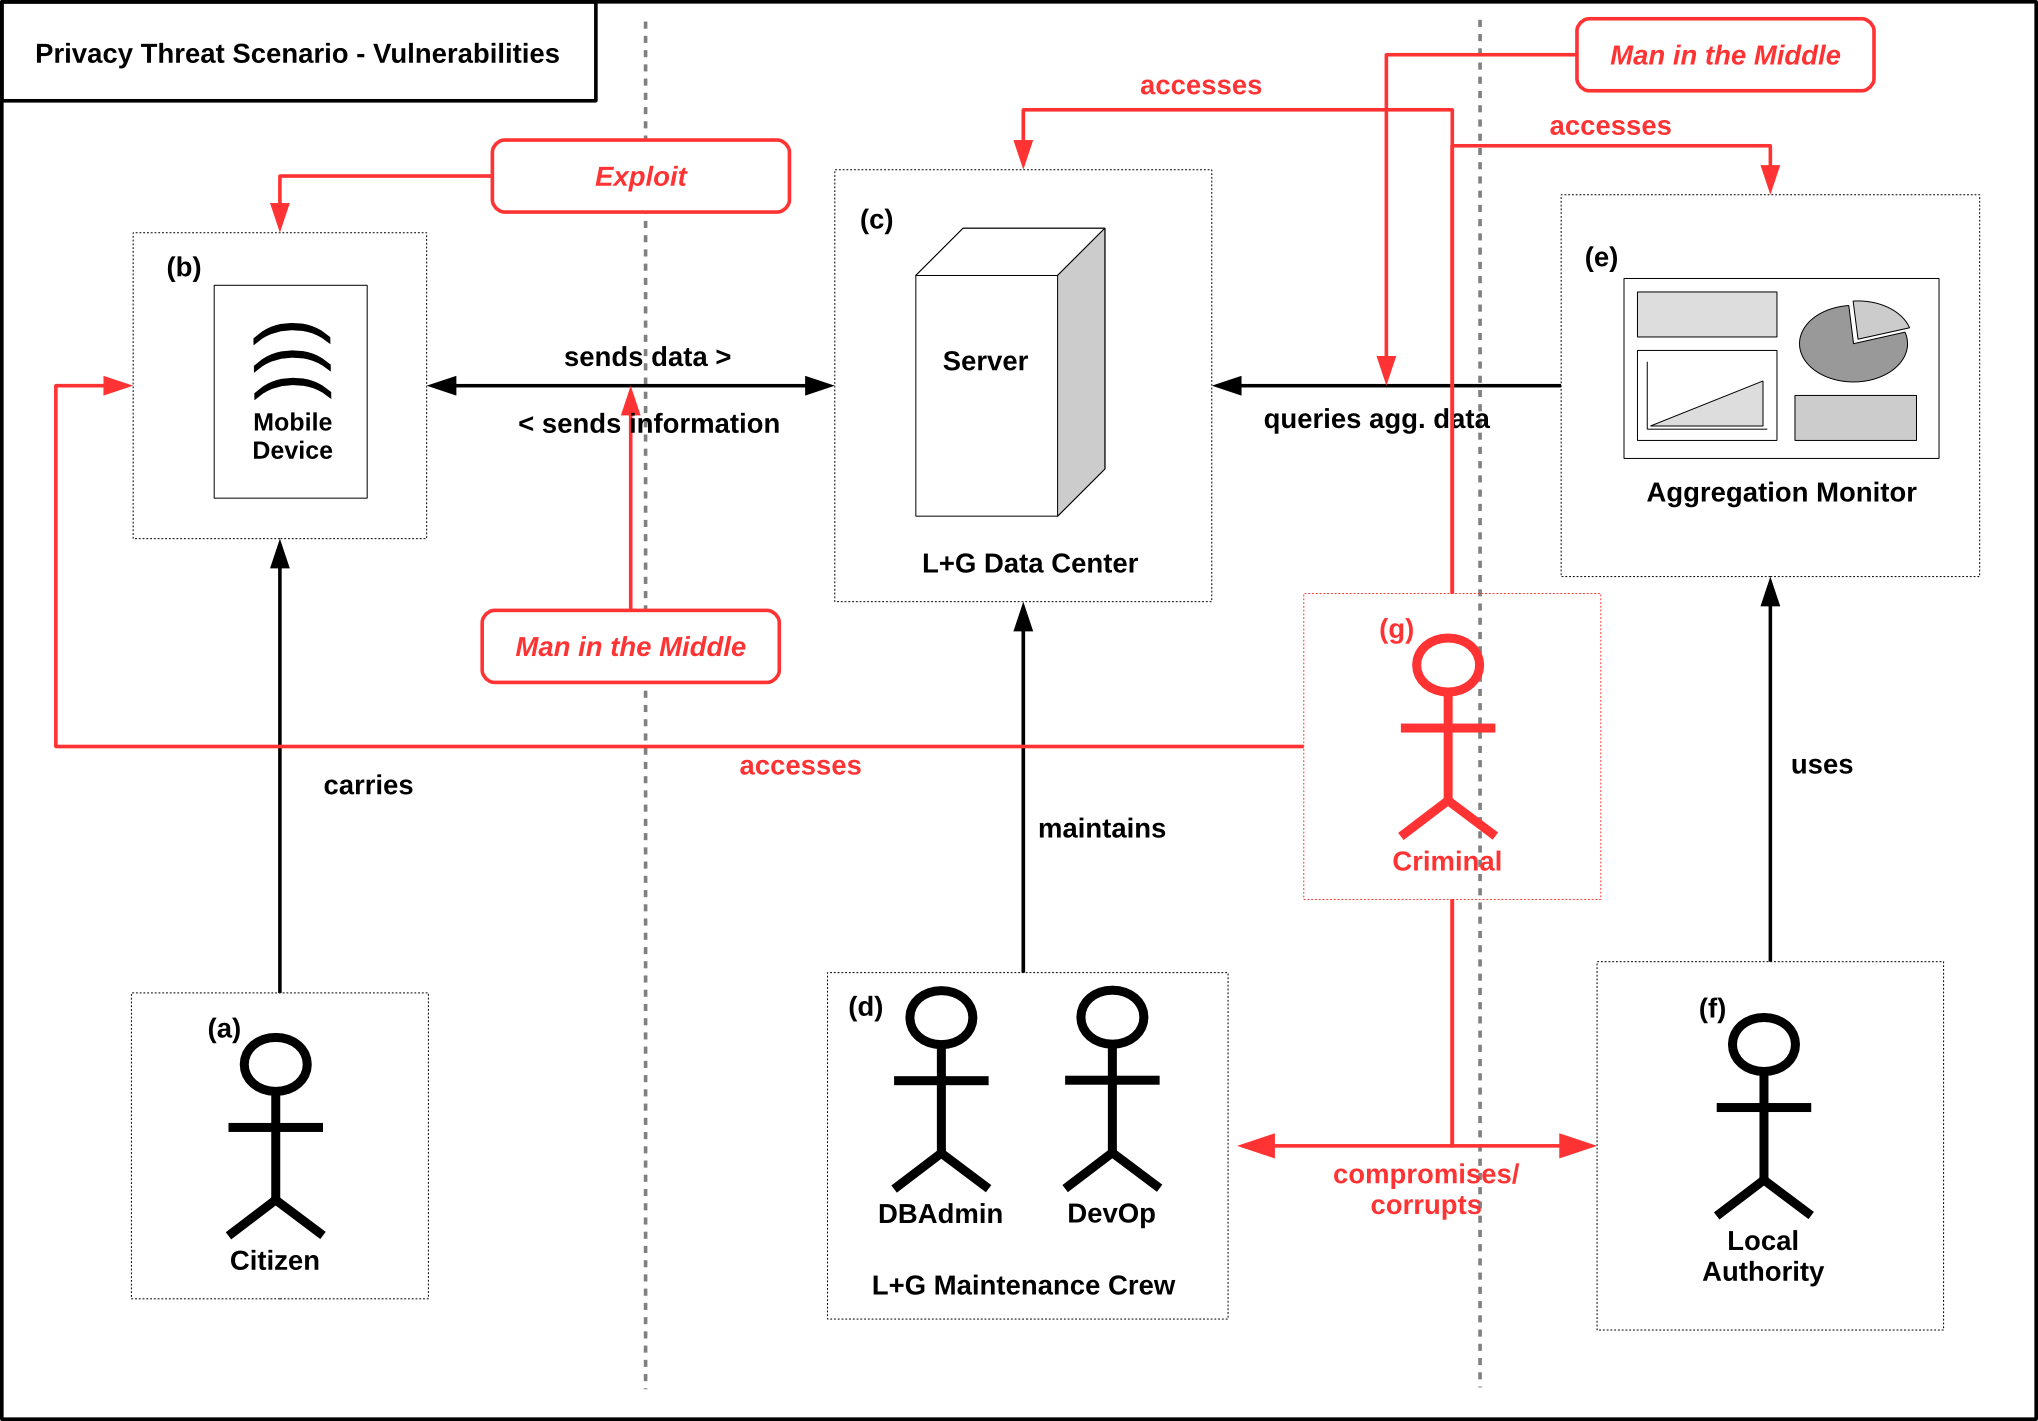 Privacy Threat Scenario - Vulnerabilities
Man in the Middle
accesses
accesses
Exploit
(c)
(b)
(e)
sends data >
Server
Mobile
Device
< sends information
queries agg. data
Aggregation Monitor
L+G Data Center
(g)
Man in the Middle
accesses
uses
carries
maintains
Criminal
(a)
(d)
(f)
compromises/
corrupts
DBAdmin
DevOp
Citizen
Local
Authority
L+G Maintenance Crew